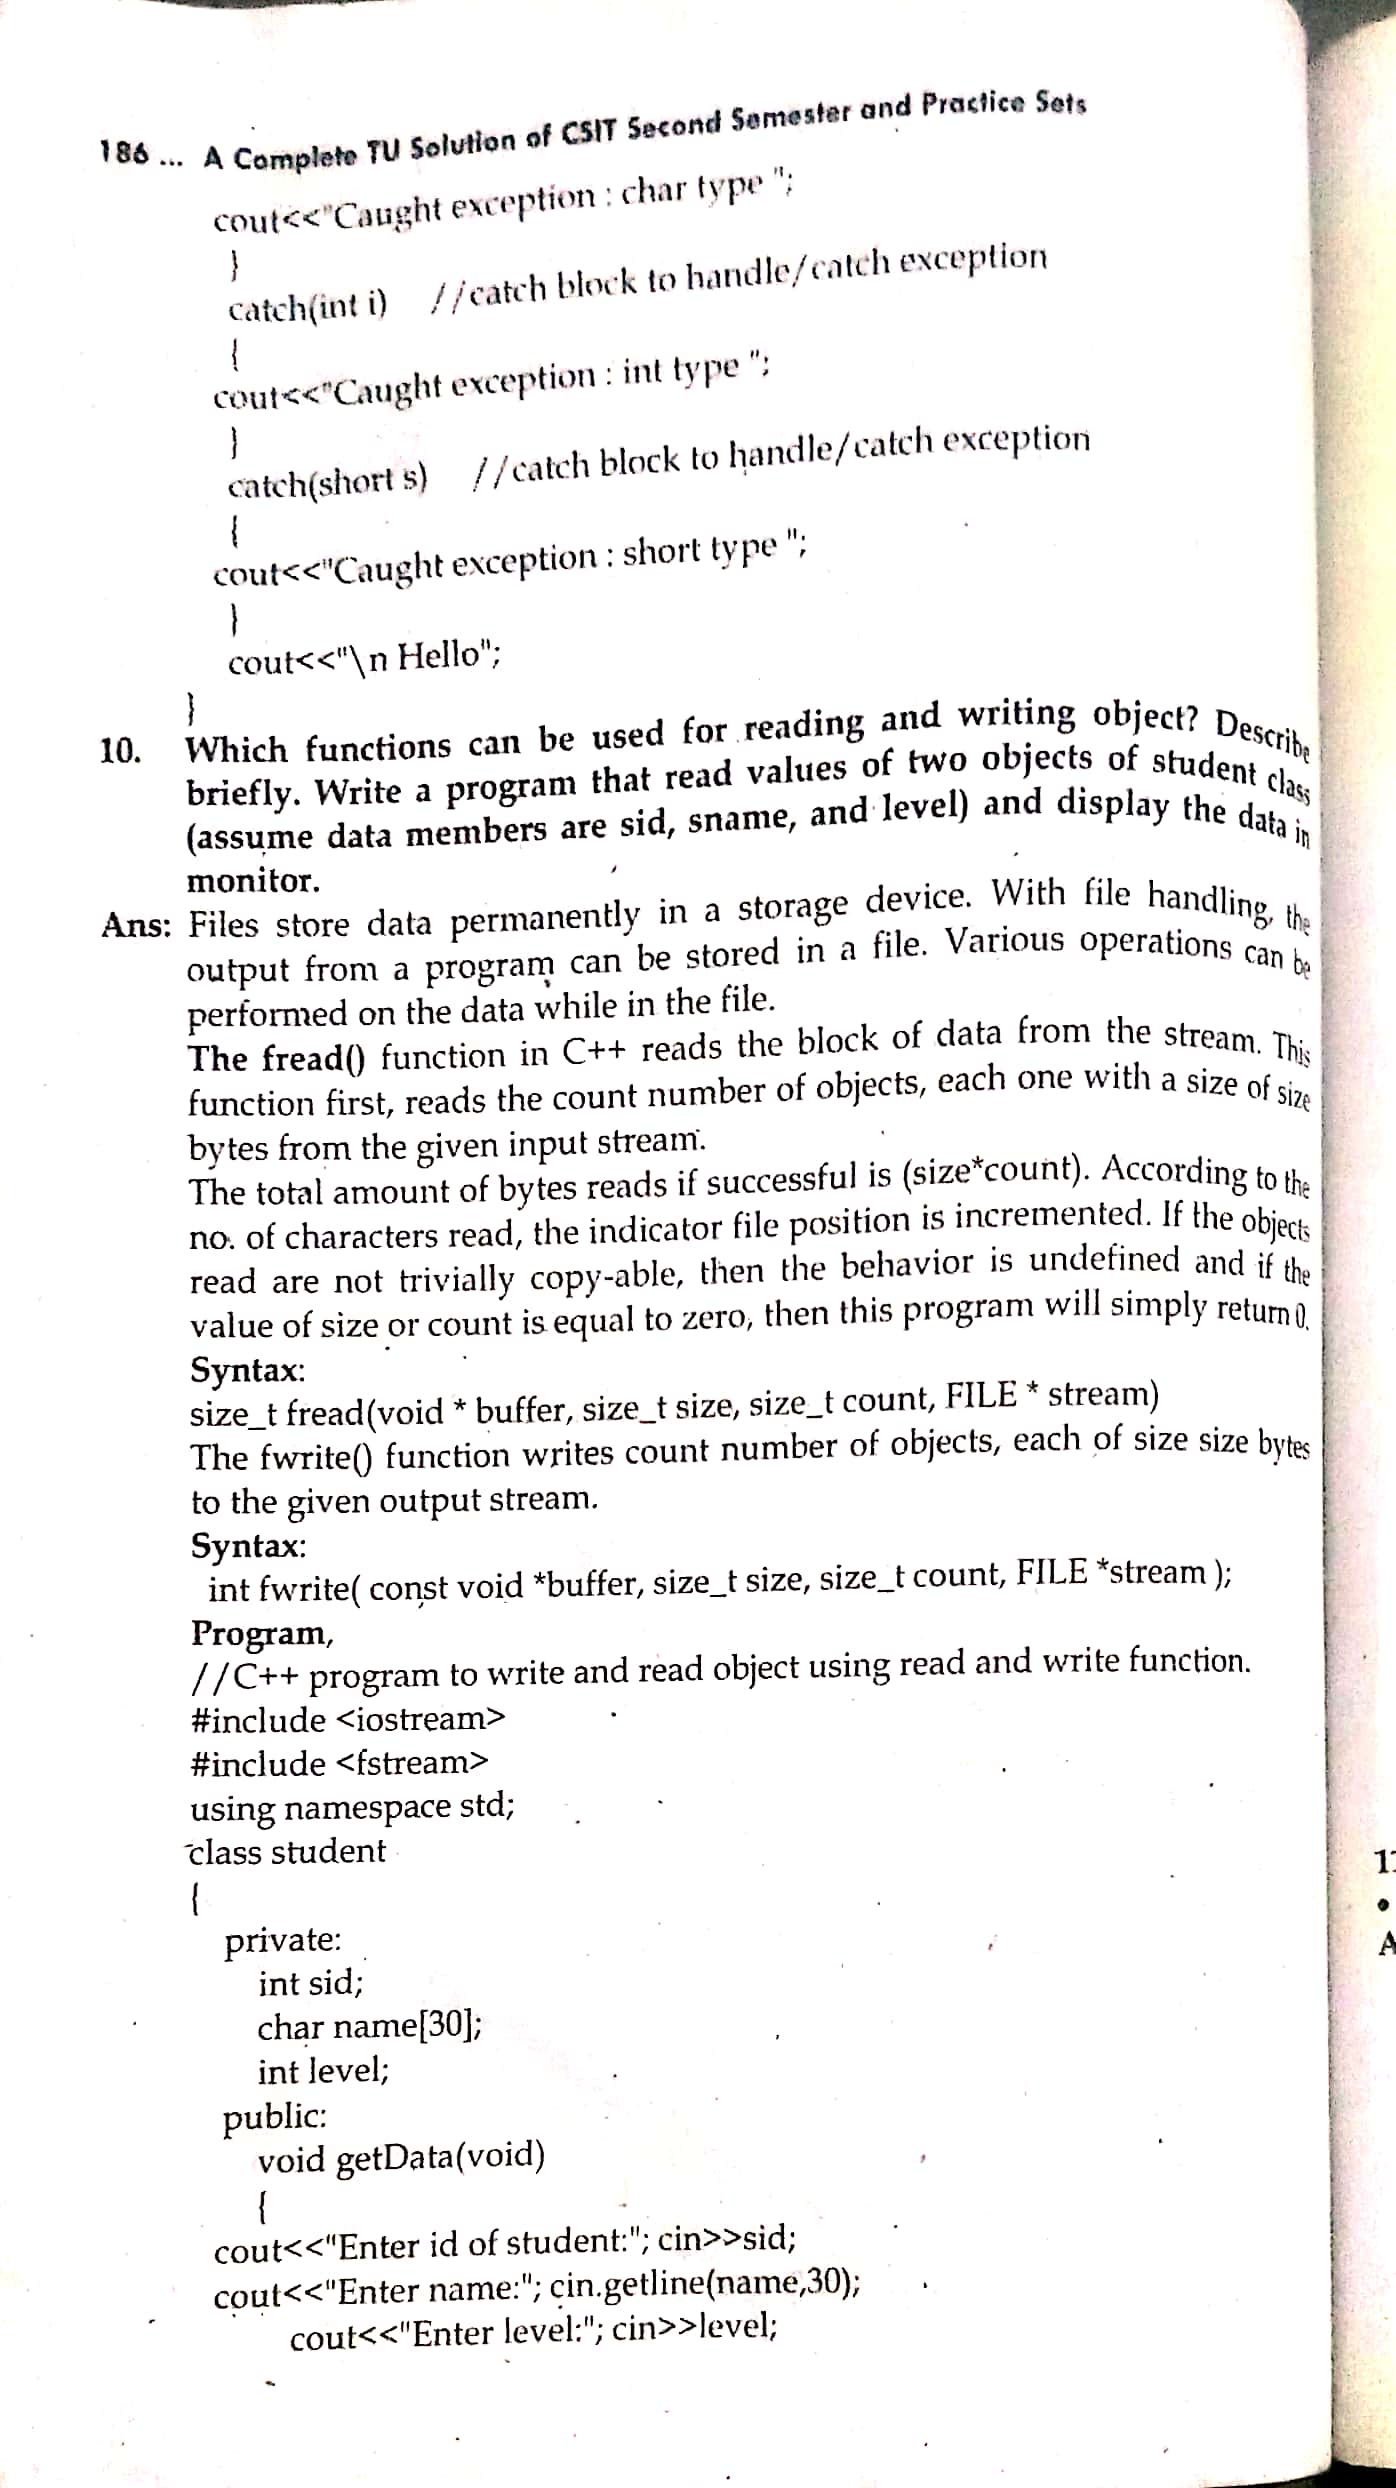 186 ... A Complete TU Solution of CSIT Second Semester and Practice Sets
cout<<"Caught exception : char type ";
}
catch(int i) //catch block to handle/catch exception
{
cout<<"Caught exception : int type ";
}
catch(short s) //catch block to handle/catch exception
{
cout<<"Caught exception : short type ";
}
cout<<"\n Hello";
}
10. Which functions can be used for reading and writing object? Describe
briefly. Write a program that read values of two objects of student class
(assume data members are sid, sname, and level) and display the data in
monitor.
Ans: Files store data permanently in a storage device. With file handling, the
output from a program can be stored in a file. Various operations can be
performed on the data while in the file.
The fread() function in C++ reads the block of data from the stream. This
function first, reads the count number of objects, each one with a size of size
bytes from the given input stream.
The total amount of bytes reads if successful is (size*count). According to the
no. of characters read, the indicator file position is incremented. If the objects
read are not trivially copy-able, then the behavior is undefined and if the
value of size or count is equal to zero, then this program will simply return 0.
Syntax:
size_t fread(void * buffer, size_t size, size_t count, FILE * stream)
The fwrite() function writes count number of objects, each of size size bytes
to the given output stream.
Syntax:
int fwrite( const void *buffer, size_t size, size_t count, FILE *stream );
Program,
//C++ program to write and read object using read and write function.
#include <iostream>
#include <fstream>
using namespace std;
class student
{
private:
int sid;
char name[30];
int level;
public:
void getData(void)
{
cout<<"Enter id of student:"; cin>>sid;
cout<<"Enter name:"; cin.getline(name,30);
cout<<"Enter level:"; cin>>level;